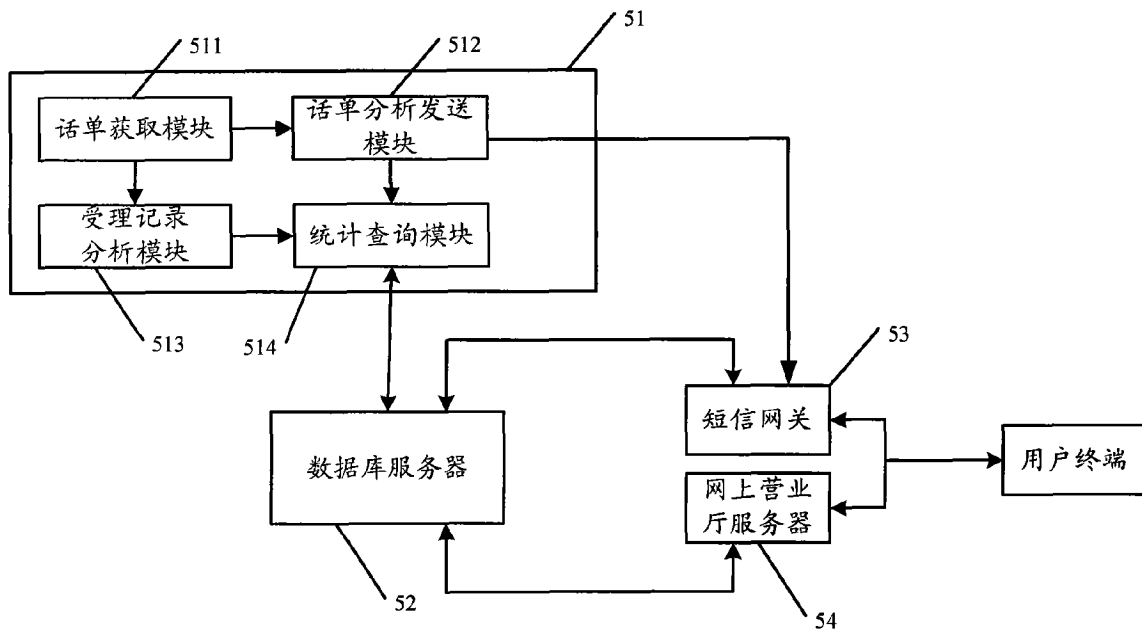 511
512
51
话单获取模块
话单分析发送
模块
受理记录
分析模块
统计查询模块
513
514
53
短信网关
数据库服务器
用户终端
网上营业
厅服务器
52
54